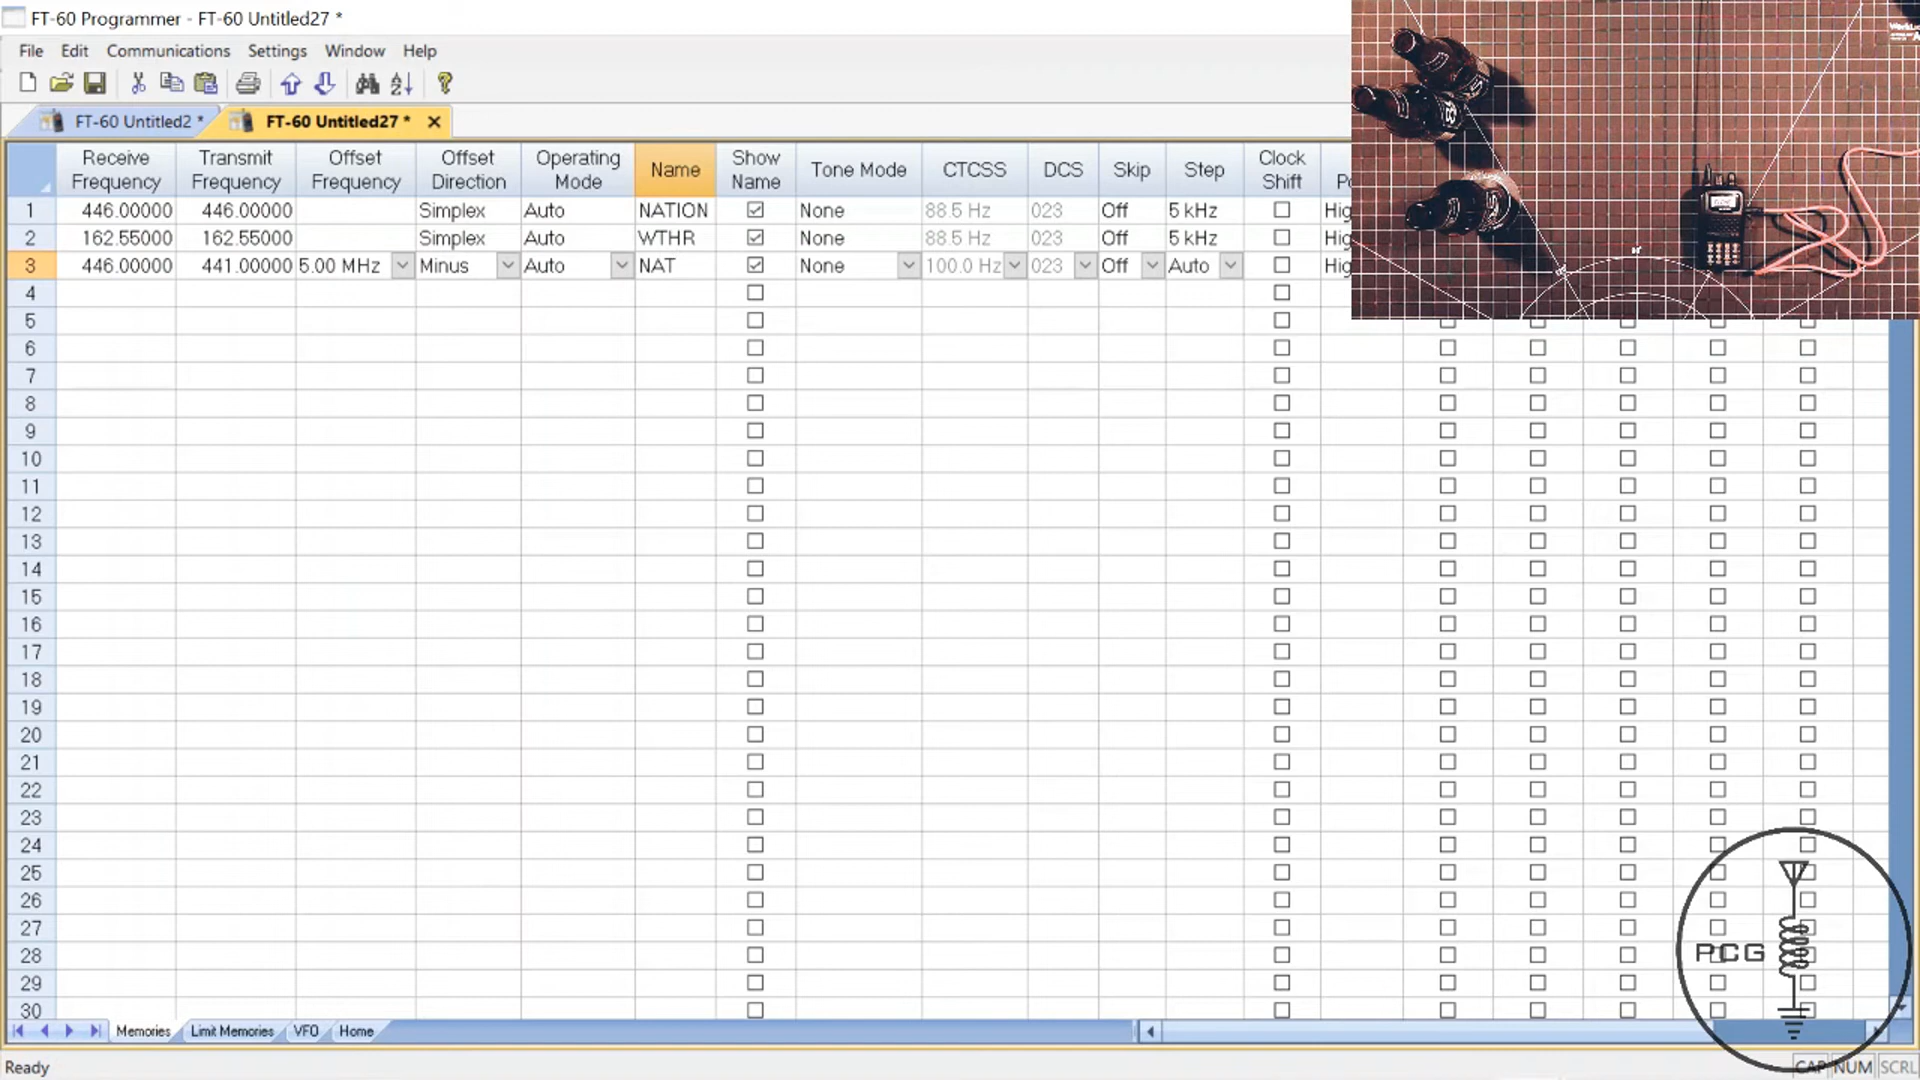 FT-60 Programmer - FT-60 Untitled27 *
File Edit Communications Settings Window Help
FT-60 Untitled2 * FT-60 Untitled27 *
Receive Frequency Transmit Frequency Offset Frequency Offset Direction Operating Mode Name Show Name Tone Mode CTCSS DCS Skip Step Clock Shift
1 446.00000 446.00000 Simplex Auto NATION None 88.5 Hz 023 Off 5 kHz Hig
2 162.55000 162.55000 Simplex Auto WTHR None 88.5 Hz 023 Off 5 kHz Hig
3 446.00000 441.00000 5.00 MHz Minus Auto NAT None 100.0 Hz 023 Off Auto Hig
4
5
6
7
8
9
10
11
12
13
14
15
16
17
18
19
20
21
22
23
24
25
26
27
28
29
30
PCG
Memories Limit Memories VFO Home
Ready CAP NUM SCRL